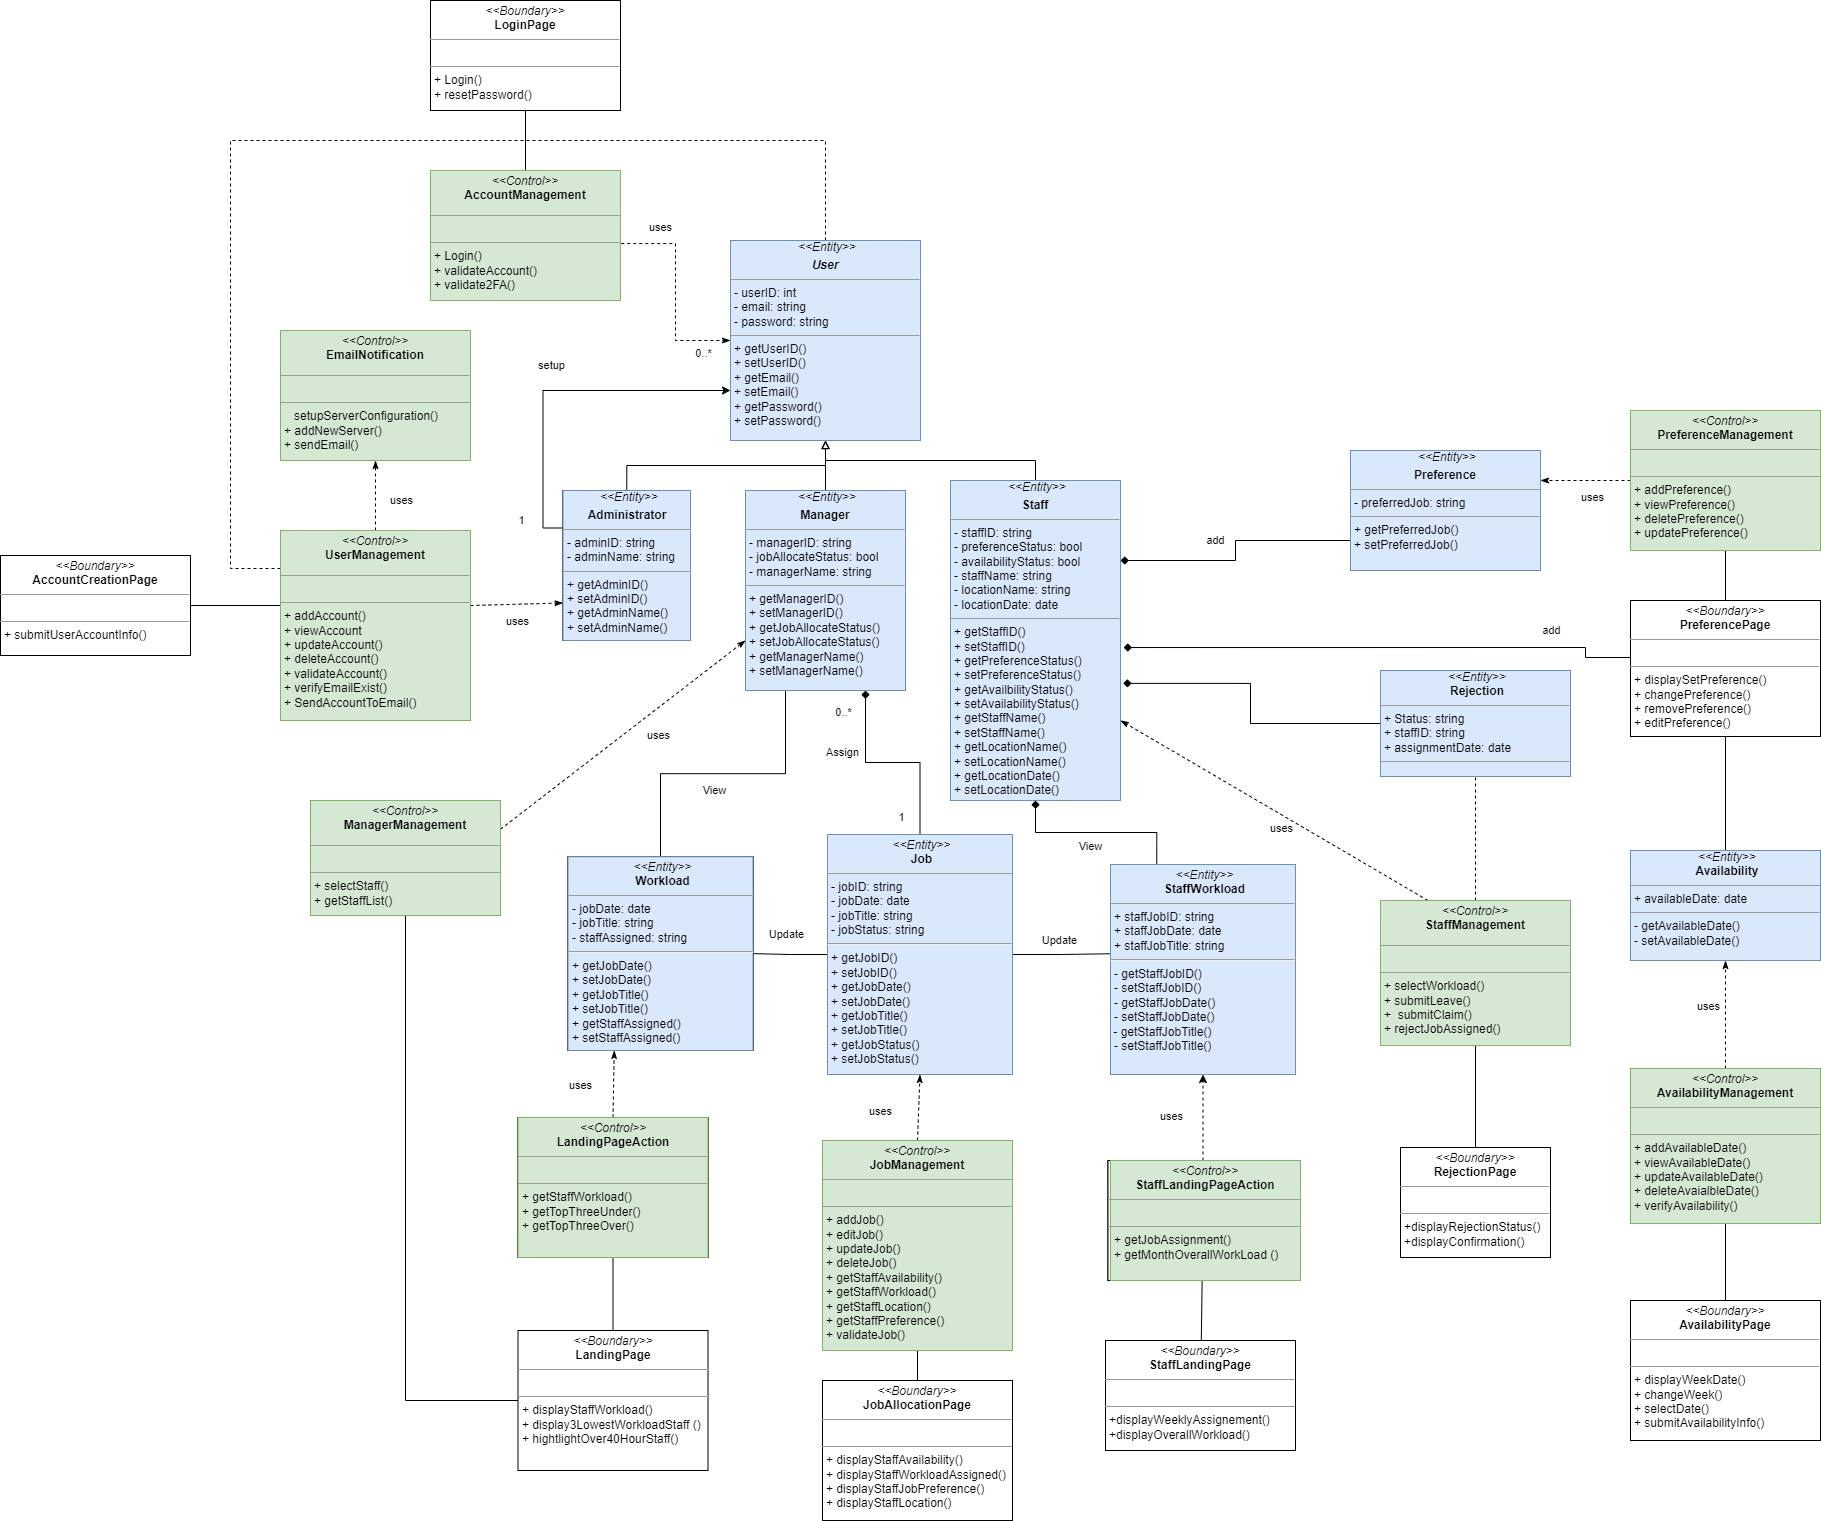 <<Boundary>>
LoginPage
+ Login()
+ resetPassword()
<<Control>>
AccountManagement
+ Login()
+ validateAccount()
+ validate2FA()
uses
0..*
<<Entity>>
User
- userID: int
- email: string
- password: string
+ getUserID()
+ setUserID()
+ getEmail()
+ setEmail()
+ getPassword()
+ setPassword()
<<Control>>
EmailNotification
setupServerConfiguration()
+ addNewServer()
+ sendEmail()
setup
1
uses
<<Control>>
UserManagement
+ addAccount()
+ viewAccount
+ updateAccount()
+ deleteAccount()
+ validateAccount()
+ verifyEmailExist()
+ SendAccountToEmail()
uses
<<Boundary>>
AccountCreationPage
+ submitUserAccountInfo()
<<Entity>>
Administrator
- adminID: string
- adminName: string
+ getAdminID()
+ setAdminID()
+ getAdminName()
+ setAdminName()
<<Entity>>
Manager
- managerID: string
- jobAllocateStatus: bool
- managerName: string
+ getManagerID()
+ setManagerID()
+ getJobAllocateStatus()
+ setJobAllocateStatus()
+ getManagerName()
+ setManagerName()
<<Entity>>
Staff
- staffID: string
- preferenceStatus: bool
- availabilityStatus: bool
- staffName: string
- locationName: string
- locationDate: date
+ getStaffID()
+ setStaffID()
+ getPreferenceStatus()
+ setPreferenceStatus()
+ getAvailbilityStatus()
+ setAvailabilityStatus()
+ getStaffName()
+ setStaffName()
+ getLocationName()
+ setLocationName()
+ getLocationDate()
+ setLocationDate()
add
<<Entity>>
Preference
- preferredJob: string
+ getPreferredJob()
+ setPreferredJob()
uses
<<Control>>
PreferenceManagement
+ addPreference()
+ viewPreference()
+ deletePreference()
+ updatePreference()
add
<<Boundary>>
PreferencePage
+ displaySetPreference()
+ changePreference()
+ removePreference()
+ editPreference()
<<Entity>>
Rejection
+ Status: string
+ staffID: string
+ assignmentDate: date
uses
0..*
Assign
1
View
uses
View
<<Control>>
ManagerManagement
+ selectStaff()
+ getStaffList()
<<Entity>>
Workload
- jobDate: date
- jobTitle: string
- staffAssigned: string
+ getJobDate()
+ setJobDate()
+ getJobTitle()
+ setJobTitle()
+ getStaffAssigned()
+ setStaffAssigned()
Update
<<Entity>>
Job
- jobID: string
- jobDate: date
- jobTitle: string
- jobStatus: string
+ getJobID()
+ setJobID()
+ getJobDate()
+ setJobDate()
+ getJobTitle()
+ setJobTitle()
+ getJobStatus()
+ setJobStatus()
Update
<<Entity>>
StaffWorkload
+ staffJobID: string
+ staffJobDate: date
+ staffJobTitle: string
- getStaffJobID()
- setStaffJobID()
- getStaffJobDate()
- setStaffJobDate()
- getStaffJobTitle()
- setStaffJobTitle()
<<Control>>
StaffManagement
+ selectWorkload()
+ submitLeave()
+ submitClaim()
+ rejectJobAssigned()
<<Entity>>
Availability
+ availableDate: date
- getAvailableDate()
- setAvailableDate()
uses
<<Control>>
AvailabilityManagement
+ addAvailableDate()
+ viewAvailableDate()
+ updateAvailableDate()
+ deleteAvaialbleDate()
+ verifyAvailability()
uses
<<Control>>
LandingPageAction
+ getStaffWorkload()
+ getTopThreeUnder()
+ getTopThreeOver()
uses
<<Control>>
JobManagement
+ addJob()
+ editJob()
+ updateJob()
+ deleteJob()
+ getStaffAvailability()
+ getStaffWorkload()
+ getStaffLocation()
+ getStaffPreference()
+ validateJob()
uses
<<Control>>
StaffLandingPageAction
+ getJobAssignment()
+ getMonthOverallWorkLoad ()
<<Boundary>>
RejectionPage
+displayRejectionStatus()
+displayConfirmation()
<<Boundary>>
LandingPage
+ displayStaffWorkload()
+ display3LowestWorkloadStaff ()
+ hightlightOver40HourStaff()
<<Boundary>>
JobAllocationPage
+ displayStaffAvailability()
+ displayStaffWorkloadAssigned()
+ displayStaffJobPreference()
+ displayStaffLocation()
<<Boundary>>
StaffLandingPage
+displayWeeklyAssignement()
+displayOverallWorkload()
<<Boundary>>
AvailabilityPage
+ displayWeekDate()
+ changeWeek()
+ selectDate()
+ submitAvailabilityInfo()